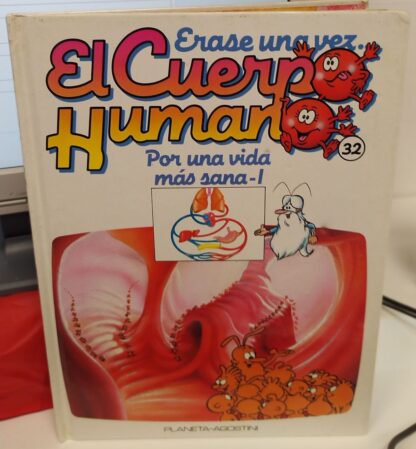 Erase una vez...
El Cuerpo
Humano
32
Por una vida
más sana-I
PLANETA-AGOSTINI